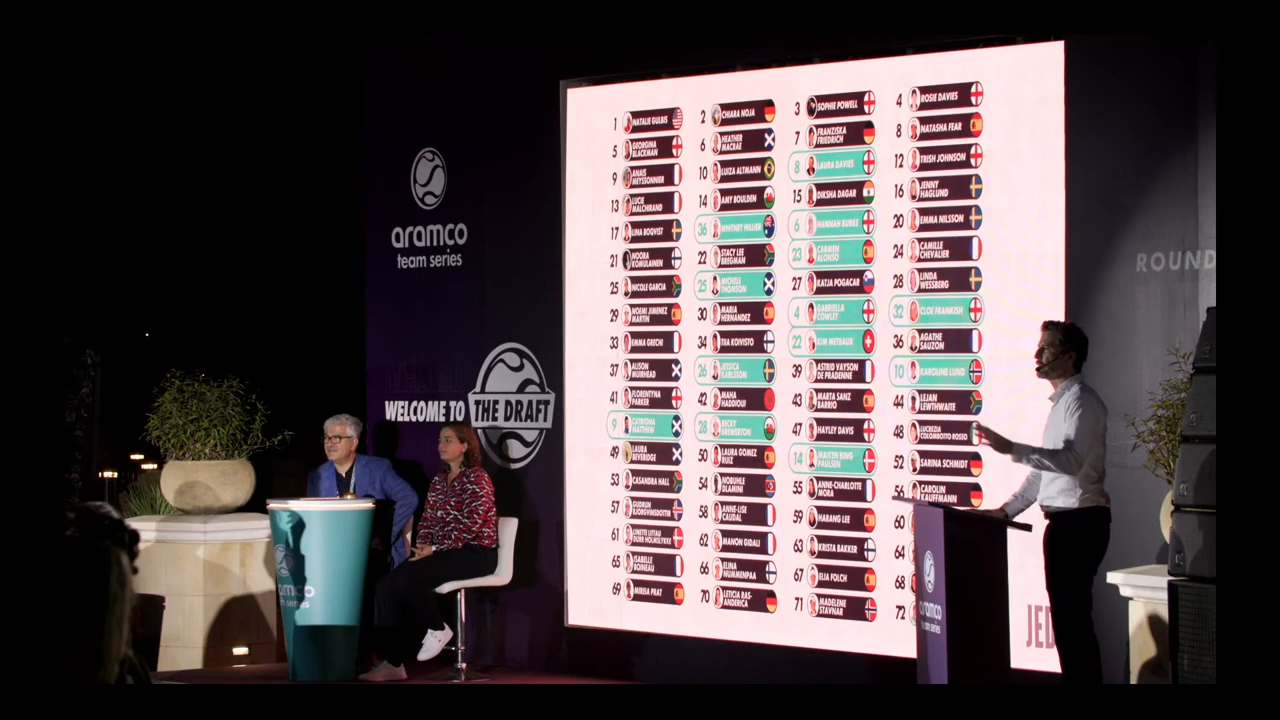 aramco
team series
WELCOME TO THE DRAFT
1 NATALIE GULBIS
2 CHIARA NOJA
3 SOPHIE POWELL
4 ROSIE DAVIES
5 GEORGINA BLACKMAN
6 HEATHER MACRAE
7 FRANZISKA FRIEDRICH
8 NATASHA FEAR
9 ANAIS MEYSSONNIER
10 LUIZA ALTMANN
8 LAURA DAVIES
12 TRISH JOHNSON
13 LUCIE MALCHIRAND
14 AMY BOULDEN
15 DIKSHA DAGAR
16 JENNY HAGLUND
17 LINA BOQVIST
36 WHITNEY HILLIER
6 HANNAH BURKE
20 EMMA NILSSON
21 NOORA KOMULAINEN
22 STACY LEE BREGMAN
23 CARMEN ALONSO
24 CAMILLE CHEVALIER
25 NICOLE GARCIA
25 MICHELE THOMSON
27 KATJA POGACAR
28 LINDA WESSBERG
29 NOEMI JIMENEZ MARTIN
30 MARIA HERNANDEZ
4 GABRIELLA COWLEY
32 CLOE FRANKISH
33 EMMA GRECHI
34 TIIA KOIVISTO
22 KIM METRAUX
36 AGATHE SAUZON
37 ALISON MUIRHEAD
26 JESSICA KARLSSON
39 ASTRID VAYSON DE PRADENNE
10 KAROLINE LUND
41 FLORENTYNA PARKER
42 MAHA HADDIOUI
43 MARTA SANZ BARRIO
44 LEJAN LEWTHWAITE
9 CATRIONA MATTHEW
28 BECKY BREWERTON
47 HAYLEY DAVIS
48 LUCREZIA COLOMBOTTO ROSSO
49 LAURA BEVERIDGE
50 LAURA GOMEZ RUIZ
14 MAIKEN BING PAULSEN
52 SARINA SCHMIDT
53 CASANDRA HALL
54 NOBUHLE DLAMINI
55 ANNE-CHARLOTTE MORA
56 CAROLIN KAUFFMANN
57 GUDRUN BJORGVINSDOTTIR
58 ANNE-LISE CAUDAL
59 HARANG LEE
60
61 LINETTE LITTAU DURR HOLMSLYKKE
62 MANON GIDALI
63 KRISTA BAKKER
64
65 ISABELLE BOINEAU
66 ELINA NUMMENPAA
67 ELIA FOLCH
68
69 MIREIA PRAT
70 LETICIA RAS-ANDERICA
71 MADELENE STAVNAR
72
JED
ROUND
amco
series
aramco
team series